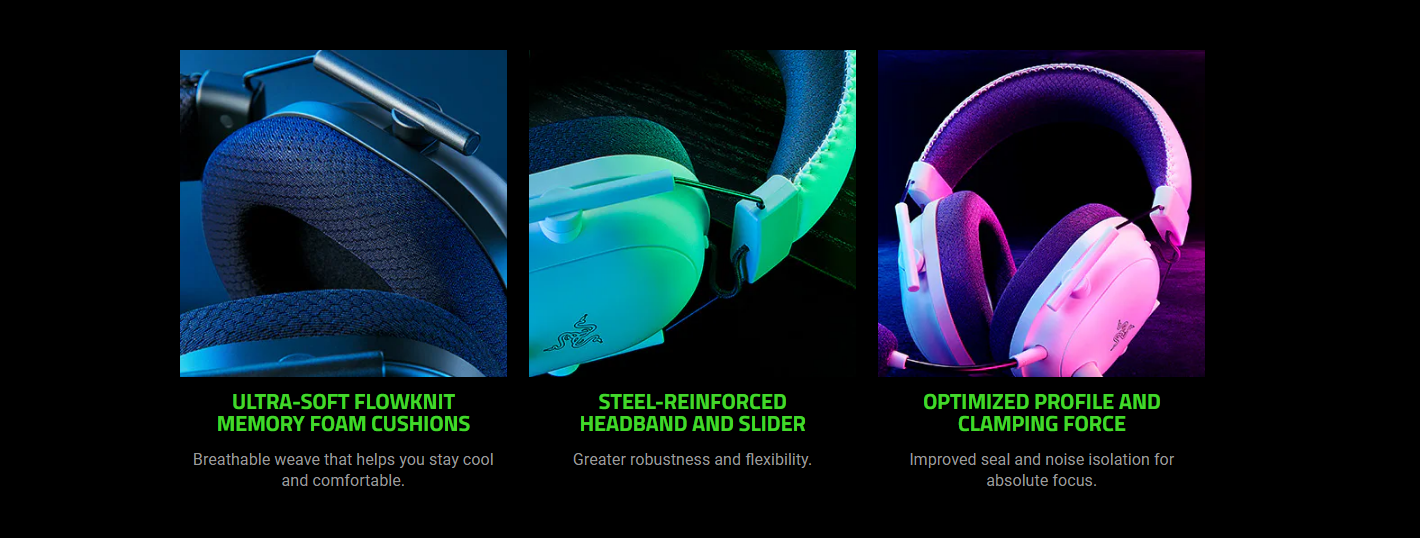 ULTRA-SOFT FLOWKNIT
MEMORY FOAM CUSHIONS
Breathable weave that helps you stay cool
and comfortable.
STEEL-REINFORCED
HEADBAND AND SLIDER
Greater robustness and flexibility.
OPTIMIZED PROFILE AND
CLAMPING FORCE
Improved seal and noise isolation for
absolute focus.